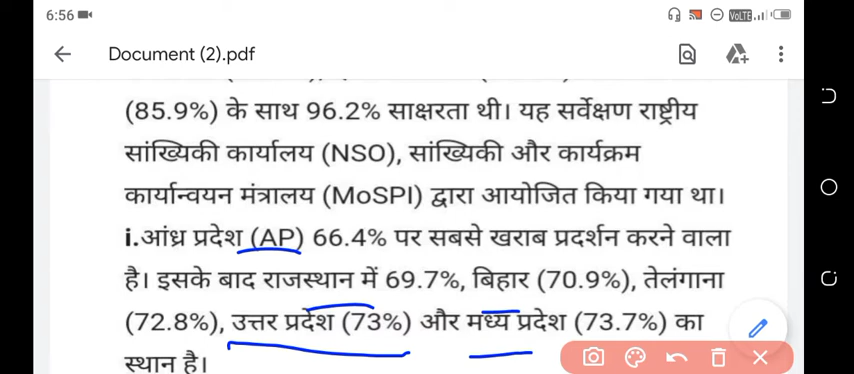 6:56
VoLTE
Document (2).pdf
(85.9%) के साथ 96.2% साक्षरता थी। यह सर्वेक्षण राष्ट्रीय
सांख्यिकी कार्यालय (NSO), सांख्यिकी और कार्यक्रम
कार्यान्वयन मंत्रालय (MoSPI) द्वारा आयोजित किया गया था।
i.आंध्र प्रदेश (AP) 66.4% पर सबसे खराब प्रदर्शन करने वाला
है। इसके बाद राजस्थान में 69.7%, बिहार (70.9%), तेलंगाना
(72.8%), उत्तर प्रदेश (73%) और मध्य प्रदेश (73.7%) का
स्थान है।